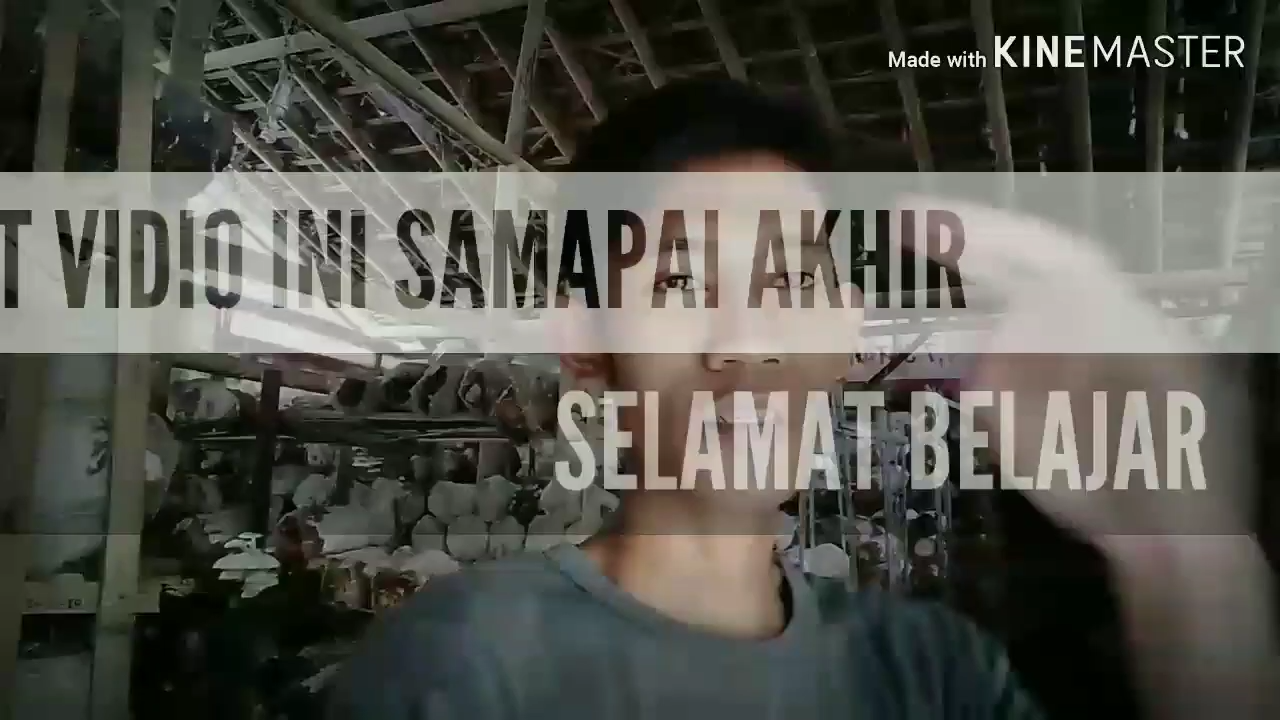 Made with KINEMASTER
T VIDIO INI SAMAPAI AKHIR
SELAMAT BELAJAR